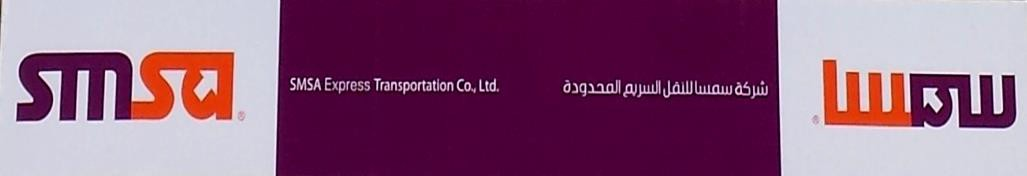 smsa®
SMSA Express Transportation Co., Ltd.
شركة سمسا للنقل السريع المحدودة
سمسا®